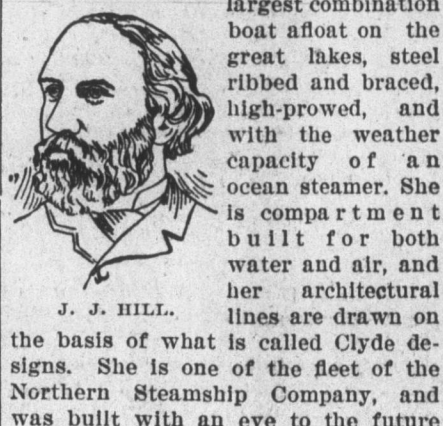 largest combination
boat afloat on the
great lakes, steel
ribbed and braced,
high-prowed, and
with the weather
capacity of an
ocean steamer. She
is compartment
built for both
water and air, and
her architectural
lines are drawn on
J. J. HILL.
the basis of what is called Clyde de-
signs. She is one of the fleet of the
Northern Steamship Company, and
was built with an eye to the future